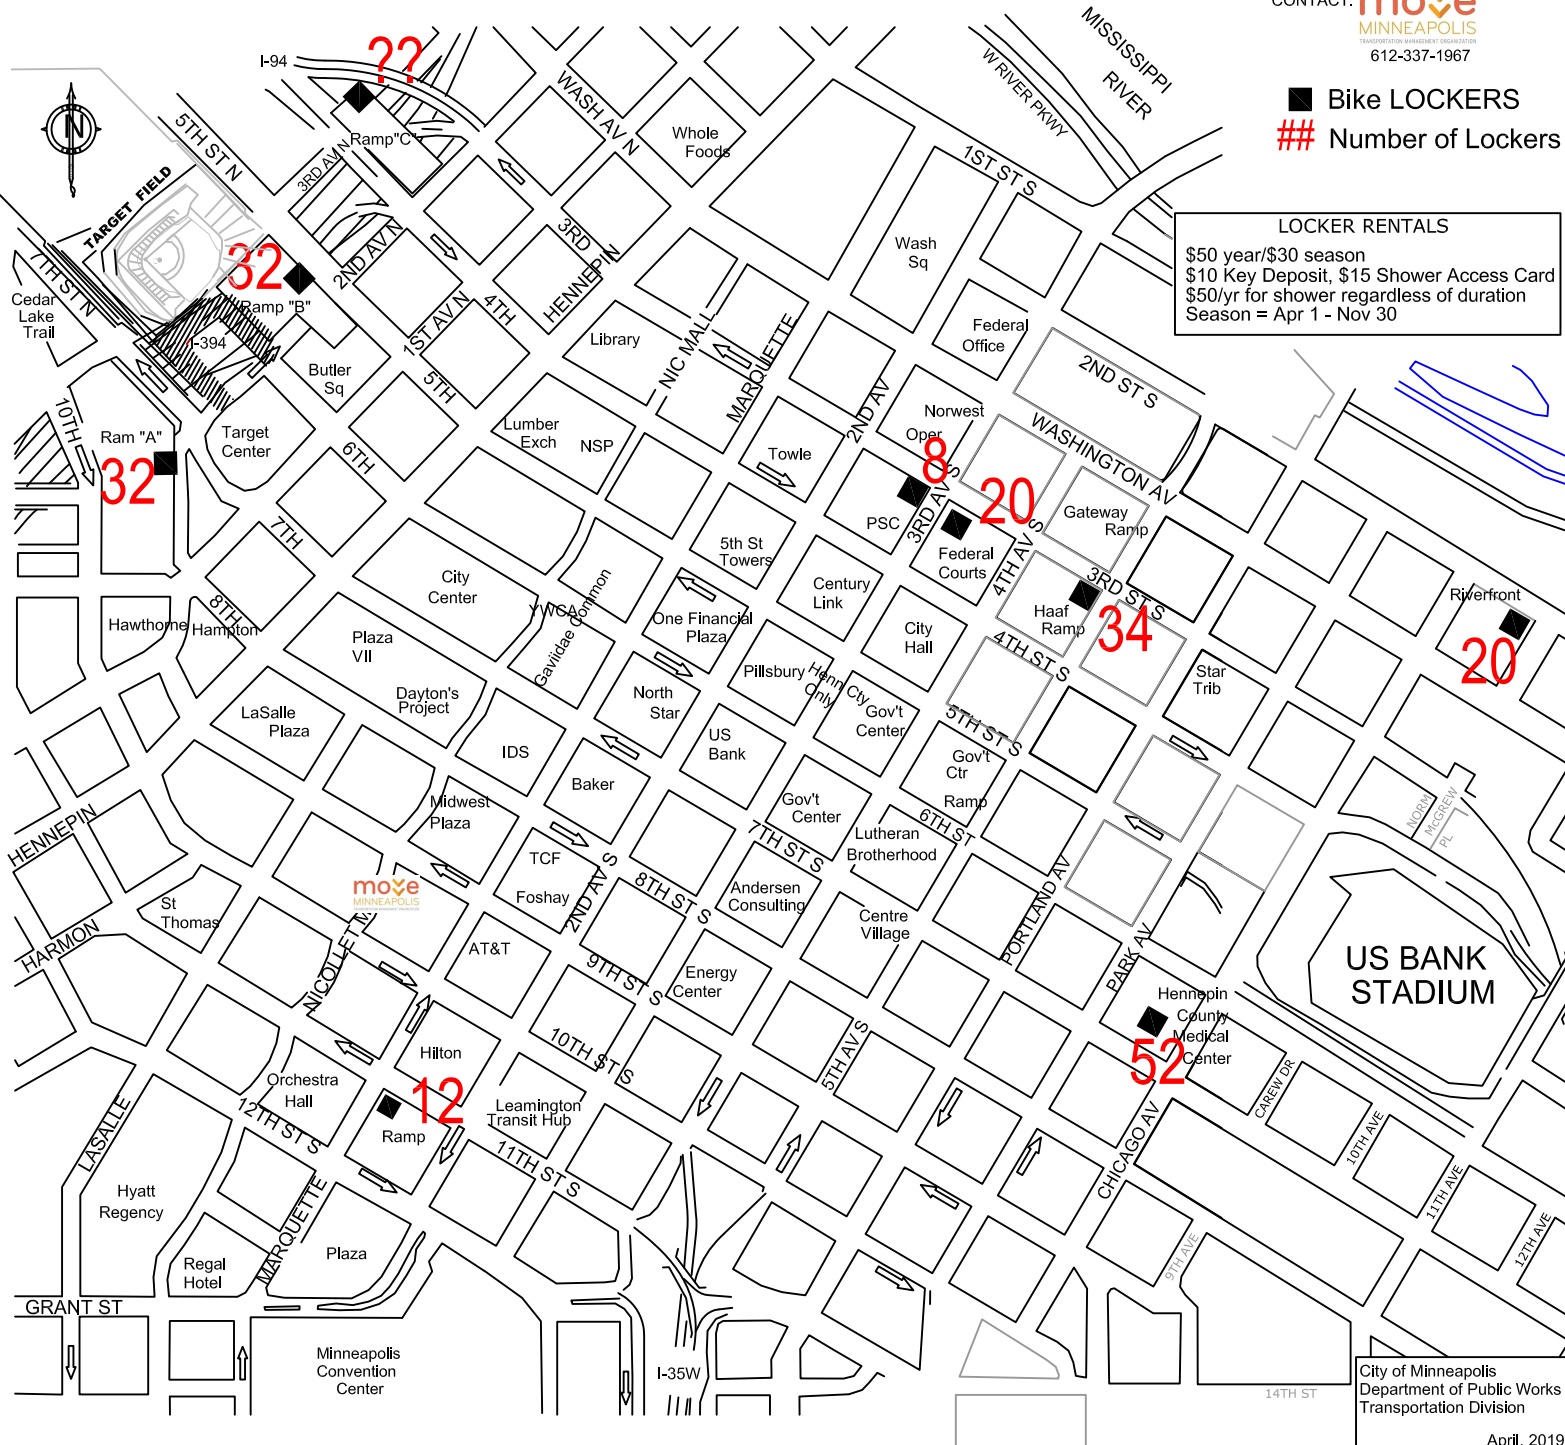 CONTACT:
move
MINNEAPOLIS
TRANSPORTATION MANAGEMENT ORGANIZATION
612-337-1967
Bike LOCKERS
## Number of Lockers
LOCKER RENTALS
$50 year/$30 season
$10 Key Deposit, $15 Shower Access Card
$50/yr for shower regardless of duration
Season = Apr 1 - Nov 30
MISSISSIPPI
RIVER
W RIVER PKWY
I-94
??
Ramp"C"
3RD AV N
5TH ST N
N
TARGET FIELD
7TH ST N
Cedar
Lake
Trail
32
Ramp "B"
I-394
2ND AV N
1ST AV N
WASH AV N
Whole
Foods
3RD
HENNEPIN
4TH
5TH
6TH
7TH
8TH
10TH
Butler
Sq
Target
Center
Ram "A"
32
Library
NIC MALL
MARQUETTE
Lumber
Exch
NSP
1ST ST S
Wash
Sq
Federal
Office
2ND ST S
WASHINGTON AV
2ND AV
Norwest
Oper
8
3RD AV S
20
Towle
PSC
Federal
Courts
4TH AV S
Gateway
Ramp
3RD ST S
Haaf
Ramp
34
4TH ST S
5th St
Towers
Century
Link
City
Hall
Riverfront
20
Star
Trib
5TH ST S
Hawthorne
Hampton
City
Center
YWCA
Gaviidae Common
One Financial
Plaza
Plaza
VII
Dayton's
Project
Pillsbury
Henn Cty
Only
Gov't
Center
North
Star
US
Bank
Gov't
Ctr
Ramp
6TH ST
LaSalle
Plaza
IDS
Baker
Gov't
Center
7TH ST S
Lutheran
Brotherhood
Midwest
Plaza
TCF
Foshay
2ND AV S
8TH ST S
Andersen
Consulting
Centre
Village
PORTLAND AV
PARK AV
NORM
McGREW
PL
US BANK
STADIUM
HENNEPIN
HARMON
St
Thomas
move
MINNEAPOLIS
NICOLLET M
AT&T
9TH ST S
Energy
Center
10TH ST S
5TH AV S
Hennepin
County
Medical
Center
52
CAREW DR
10TH AVE
11TH AVE
12TH AVE
CHICAGO AV
9TH AVE
Hilton
12
Ramp
Leamington
Transit Hub
11TH ST S
Orchestra
Hall
12TH ST S
LASALLE
Hyatt
Regency
MARQUETTE
Regal
Hotel
Plaza
GRANT ST
Minneapolis
Convention
Center
I-35W
14TH ST
City of Minneapolis
Department of Public Works
Transportation Division
April, 2019